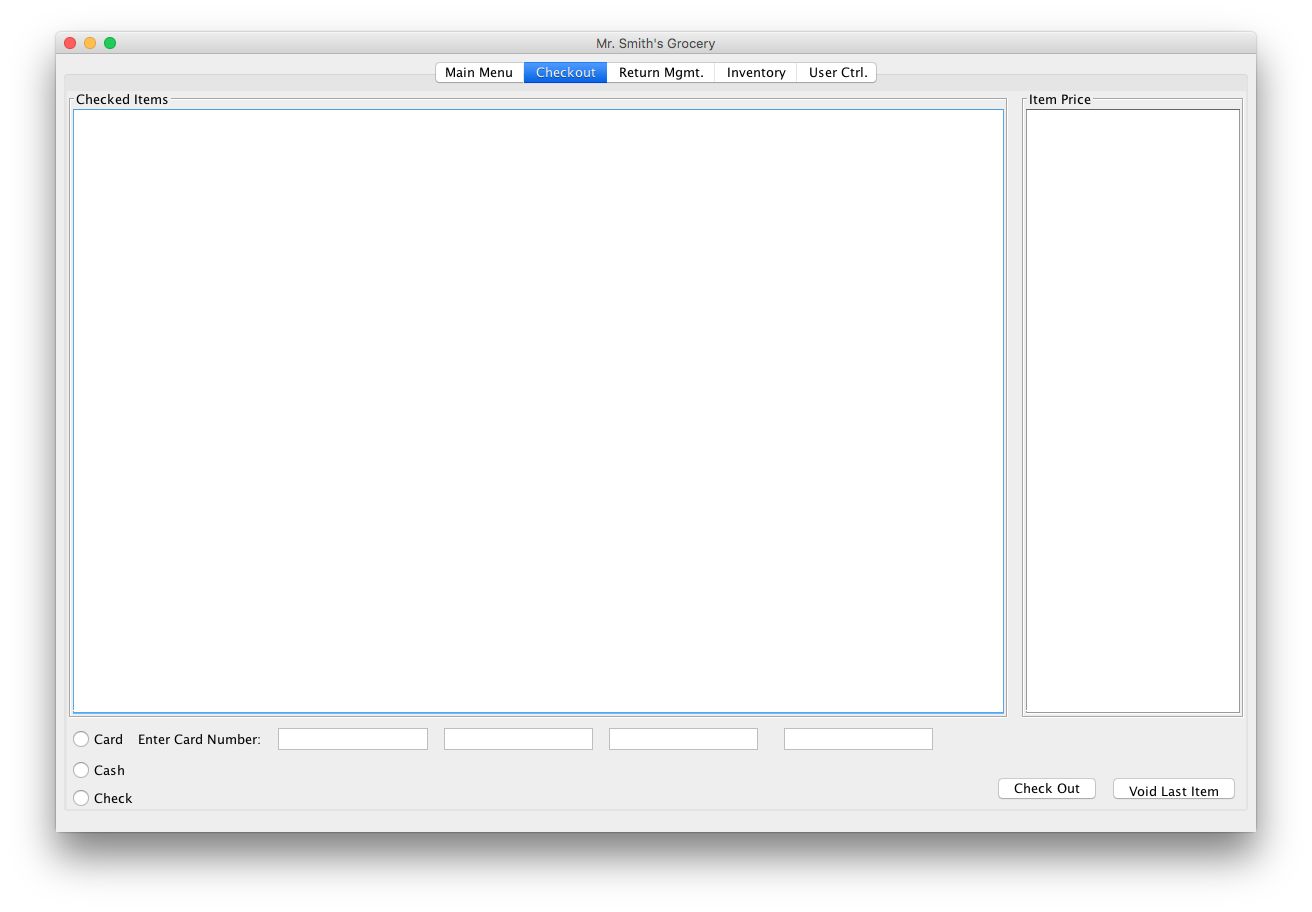 Mr. Smith's Grocery
Main Menu Checkout Return Mgmt. Inventory User Ctrl.
Checked Items Item Price
Card Enter Card Number:
Cash
Check
Check Out Void Last Item